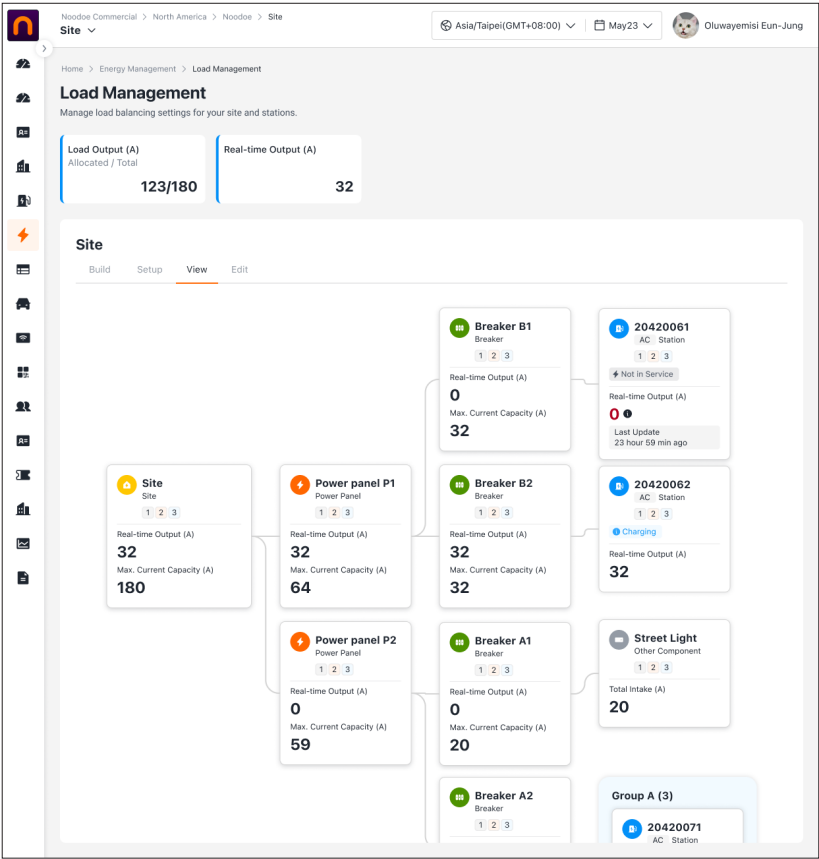 Noodoe Commercial > North America > Noodoe > Site
Site
Asia/Taipei(GMT+08:00)
May23
Oluwayemisi Eun-Jung
Home > Energy Management > Load Management
Load Management
Manage load balancing settings for your site and stations.
Load Output (A)
Allocated / Total
123/180
Real-time Output (A)
32
Site
Build Setup View Edit
Site
Site
1 2 3
Real-time Output (A)
32
Max. Current Capacity (A)
180
Power panel P1
Power Panel
1 2 3
Real-time Output (A)
32
Max. Current Capacity (A)
64
Power panel P2
Power Panel
1 2 3
Real-time Output (A)
0
Max. Current Capacity (A)
59
Breaker B1
Breaker
1 2 3
Real-time Output (A)
0
Max. Current Capacity (A)
32
Breaker B2
Breaker
1 2 3
Real-time Output (A)
32
Max. Current Capacity (A)
32
Breaker A1
Breaker
1 2 3
Real-time Output (A)
0
Max. Current Capacity (A)
20
Breaker A2
Breaker
1 2 3
20420061
AC Station
1 2 3
Not in Service
Real-time Output (A)
0
Last Update
23 hour 59 min ago
20420062
AC Station
1 2 3
Charging
Real-time Output (A)
32
Street Light
Other Component
1 2 3
Total Intake (A)
20
Group A (3)
20420071
AC Station